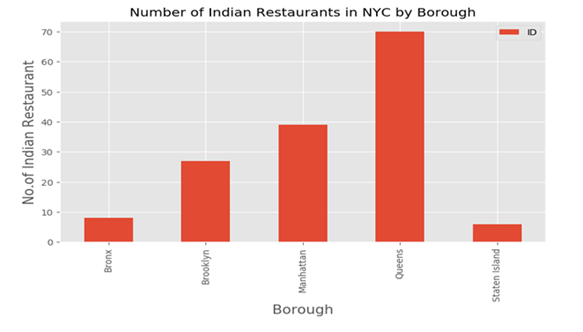 Number of Indian Restaurants in NYC by Borough
ID
No.of Indian Restaurant
70
60
50
40
30
20
10
0
Bronx
Brooklyn
Manhattan
Queens
Staten Island
Borough